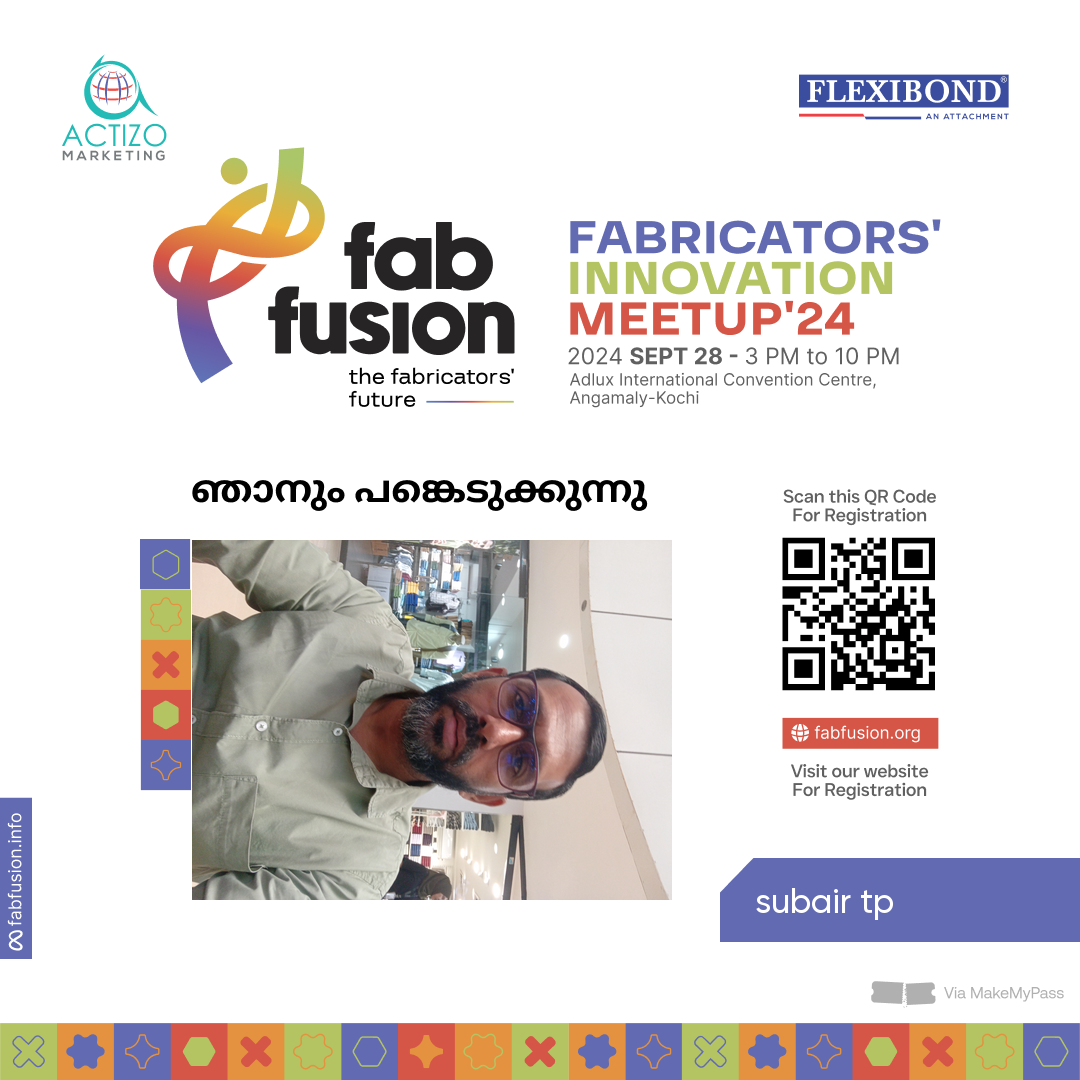 ACTIZO
MARKETING
FLEXIBOND®
AN ATTACHMENT
fab
fusion
the fabricators'
future
FABRICATORS'
INNOVATION
MEETUP'24
2024 SEPT 28 - 3 PM to 10 PM
Adlux International Convention Centre,
Angamaly-Kochi
ഞാനും പങ്കെടുക്കുന്നു
Scan this QR Code
For Registration
fabfusion.org
Visit our website
For Registration
fabfusion.info
subair tp
Via MakeMyPass